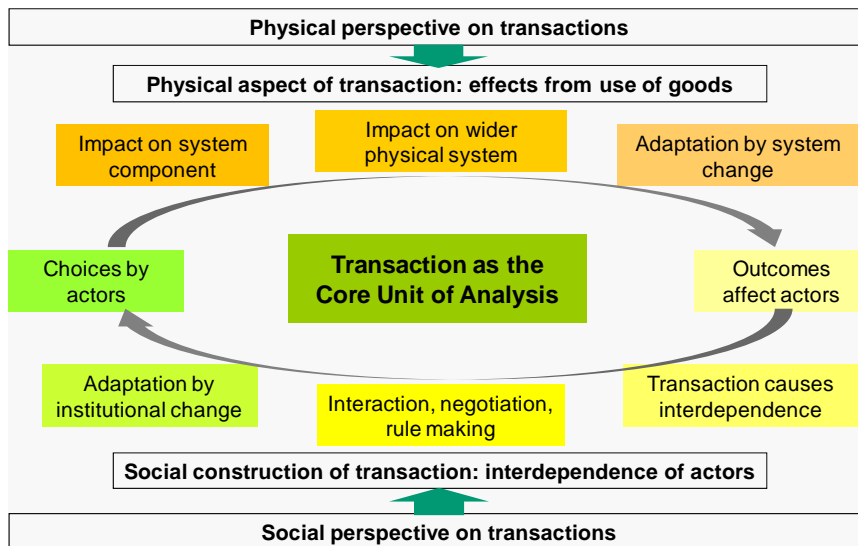 Physical perspective on transactions
Physical aspect of transaction: effects from use of goods
Impact on system
component
Impact on wider
physical system
Adaptation by system
change
Choices by
actors
Transaction as the
Core Unit of Analysis
Outcomes
affect actors
Adaptation by
institutional change
Interaction, negotiation,
rule making
Transaction causes
interdependence
Social construction of transaction: interdependence of actors
Social perspective on transactions